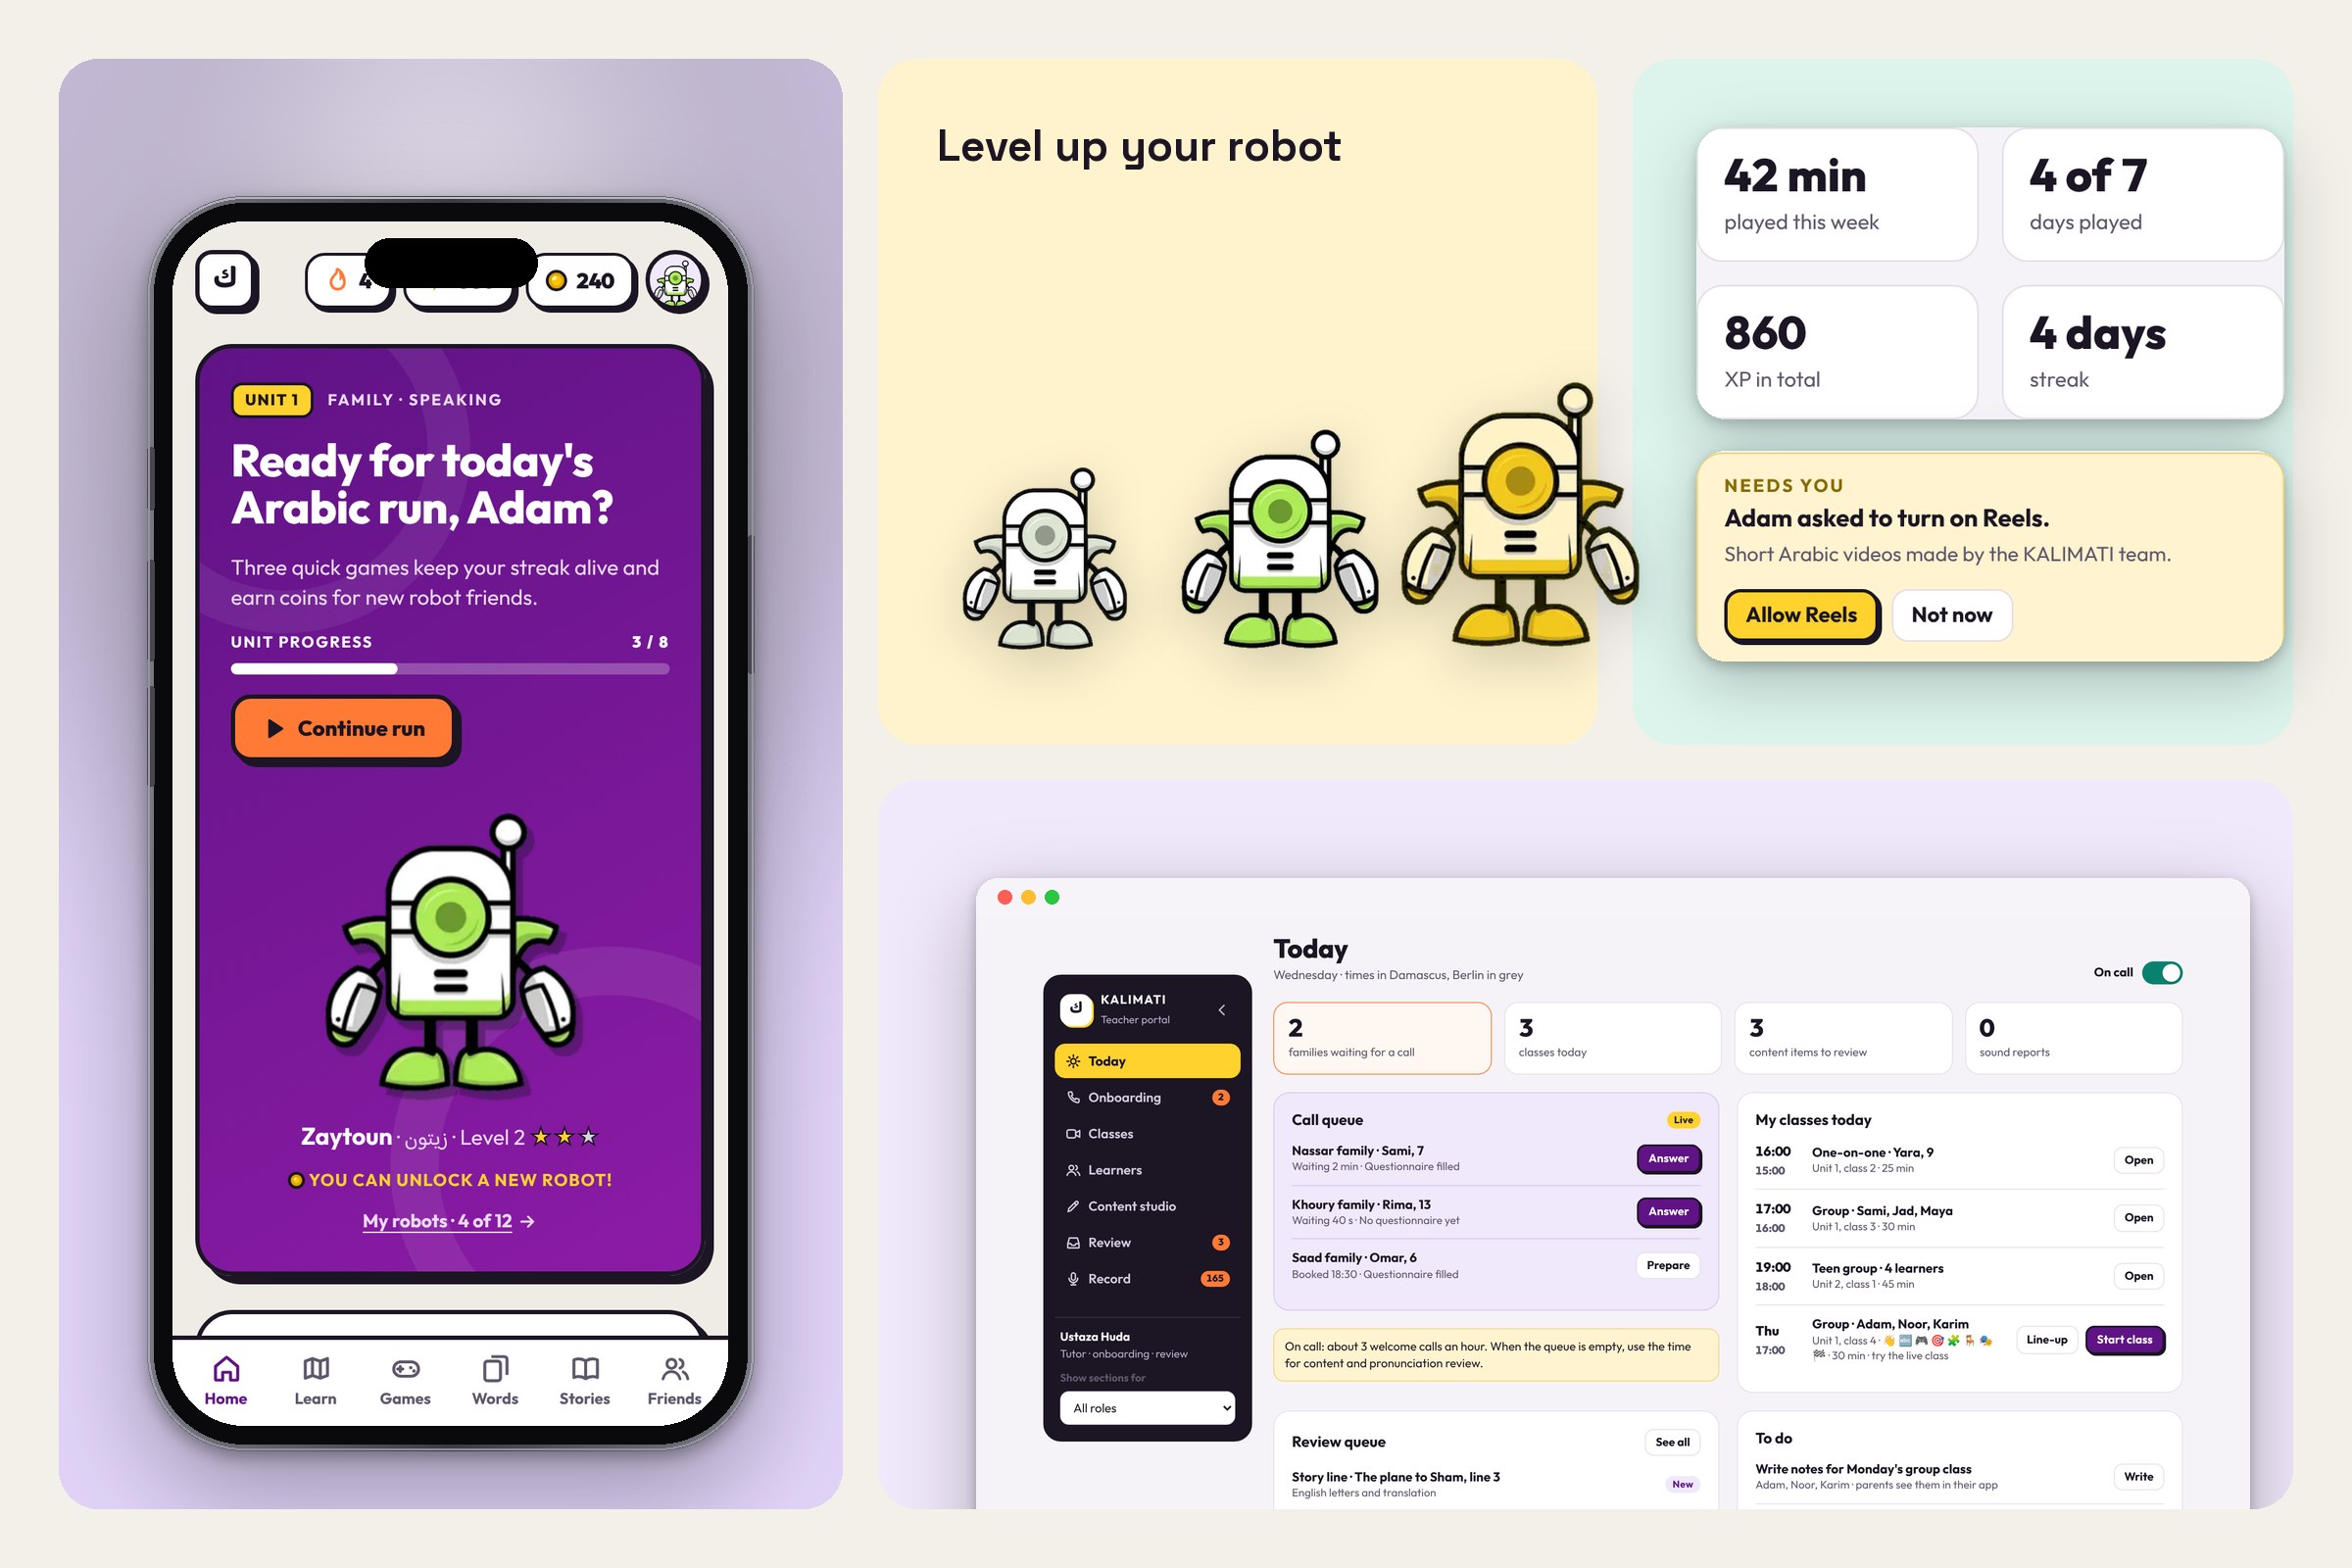 ك
4
240
UNIT 1 FAMILY · SPEAKING
Ready for today's
Arabic run, Adam?
Three quick games keep your streak alive and
earn coins for new robot friends.
UNIT PROGRESS 3 / 8
Continue run
Zaytoun · زيتون · Level 2
YOU CAN UNLOCK A NEW ROBOT!
My robots · 4 of 12 →
Home Learn Games Words Stories Friends
Level up your robot
42 min
played this week
4 of 7
days played
860
XP in total
4 days
streak
NEEDS YOU
Adam asked to turn on Reels.
Short Arabic videos made by the KALIMATI team.
Allow Reels Not now
ك
KALIMATI
Teacher portal
Today
Onboarding 2
Classes
Learners
Content studio
Review 3
Record 165
Ustaza Huda
Tutor · onboarding · review
Show sections for
All roles
Today
Wednesday · times in Damascus, Berlin in grey
On call
2
families waiting for a call
3
classes today
3
content items to review
0
sound reports
Call queue Live
Nassar family · Sami, 7
Waiting 2 min · Questionnaire filled
Answer
Khoury family · Rima, 13
Waiting 40 s · No questionnaire yet
Answer
Saad family · Omar, 6
Booked 18:30 · Questionnaire filled
Prepare
On call: about 3 welcome calls an hour. When the queue is empty, use the time
for content and pronunciation review.
My classes today
16:00 One-on-one · Yara, 9
15:00 Unit 1, class 2 · 25 min
Open
17:00 Group · Sami, Jad, Maya
16:00 Unit 1, class 3 · 30 min
Open
19:00 Teen group · 4 learners
18:00 Unit 2, class 1 · 45 min
Open
Thu Group · Adam, Noor, Karim
17:00 Unit 1, class 4 ·
· 30 min · try the live class
Line-up Start class
Review queue See all
Story line · The plane to Sham, line 3
English letters and translation
New
To do
Write notes for Monday's group class
Adam, Noor, Karim · parents see them in their app
Write